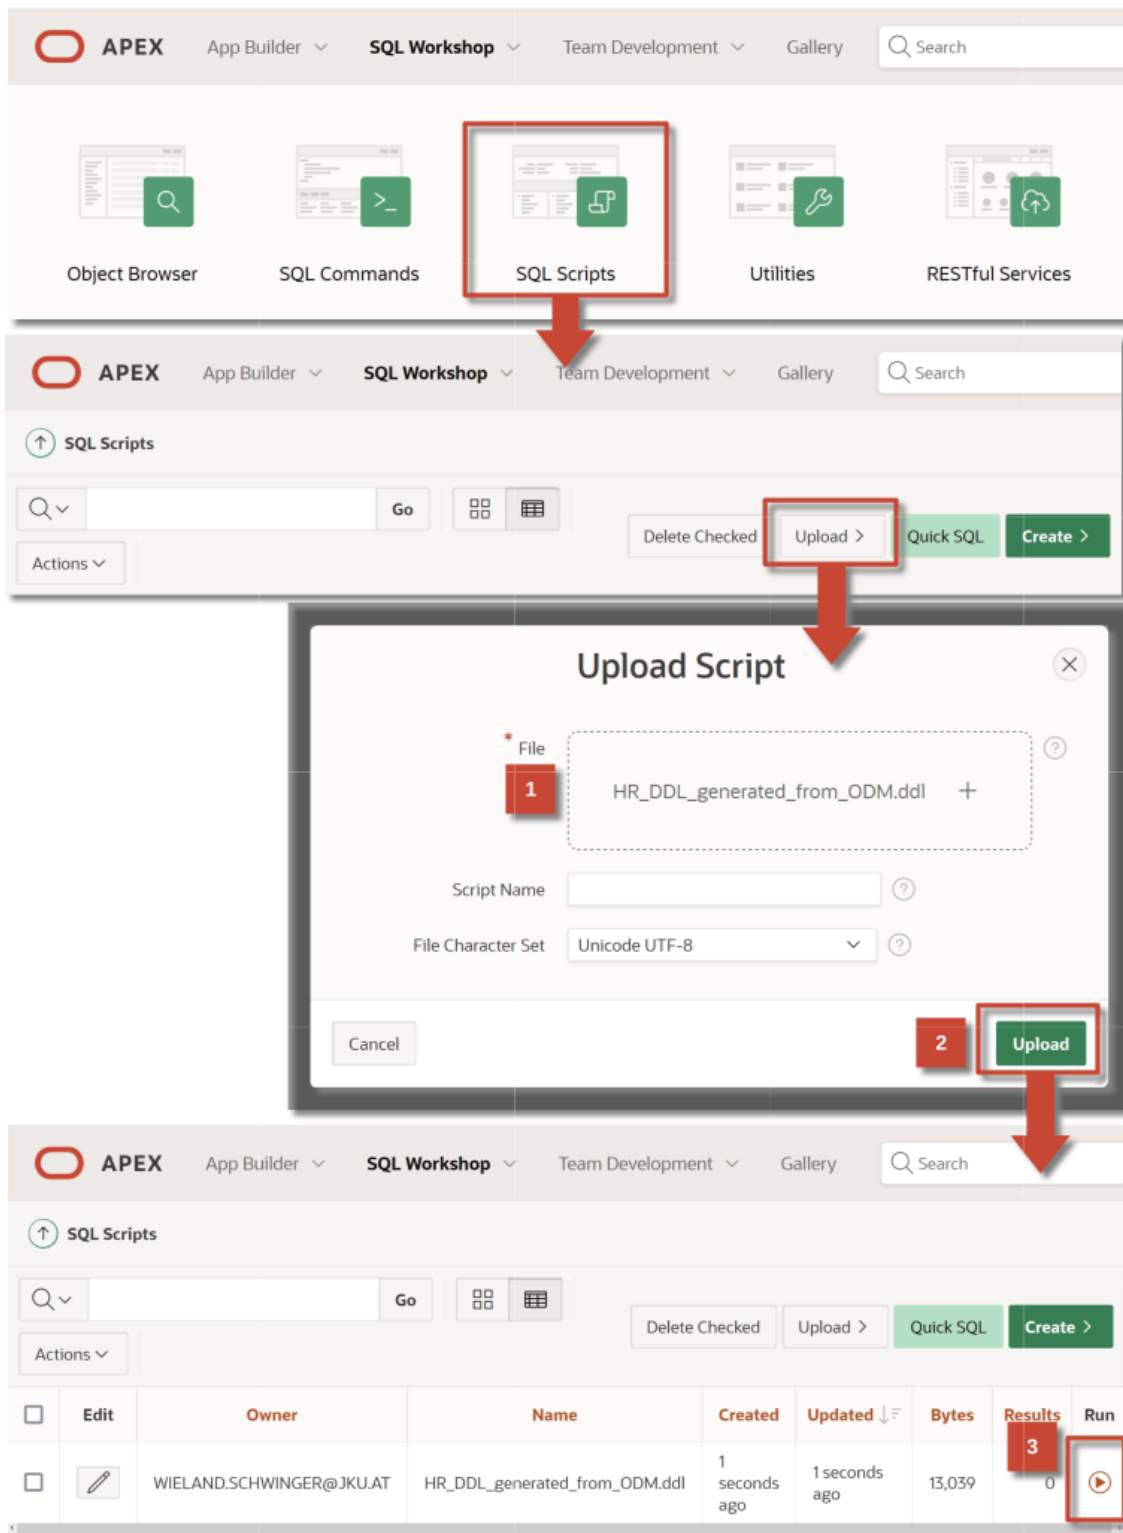 APEX App Builder SQL Workshop Team Development Gallery Search
Object Browser SQL Commands SQL Scripts Utilities RESTful Services
APEX App Builder SQL Workshop Team Development Gallery Search
SQL Scripts
Go
Delete Checked Upload > Quick SQL Create >
Actions
Upload Script
* File
1 HR_DDL_generated_from_ODM.ddl +
Script Name
File Character Set Unicode UTF-8
Cancel 2 Upload
APEX App Builder SQL Workshop Team Development Gallery Search
SQL Scripts
Go
Delete Checked Upload > Quick SQL Create >
Actions
Edit Owner Name Created Updated Bytes Results Run
3
WIELAND.SCHWINGER@JKU.AT HR_DDL_generated_from_ODM.ddl 1 seconds ago 1 seconds ago 13,039 0